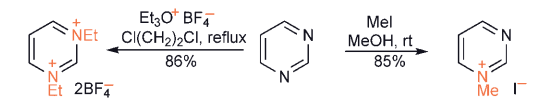 Et₃O⁺ BF₄⁻
Cl(CH₂)₂Cl, reflux
86%
+
NEt
+
N
Et 2BF₄⁻
N
N
MeI
MeOH, rt
85%
N
+
N
Me I⁻